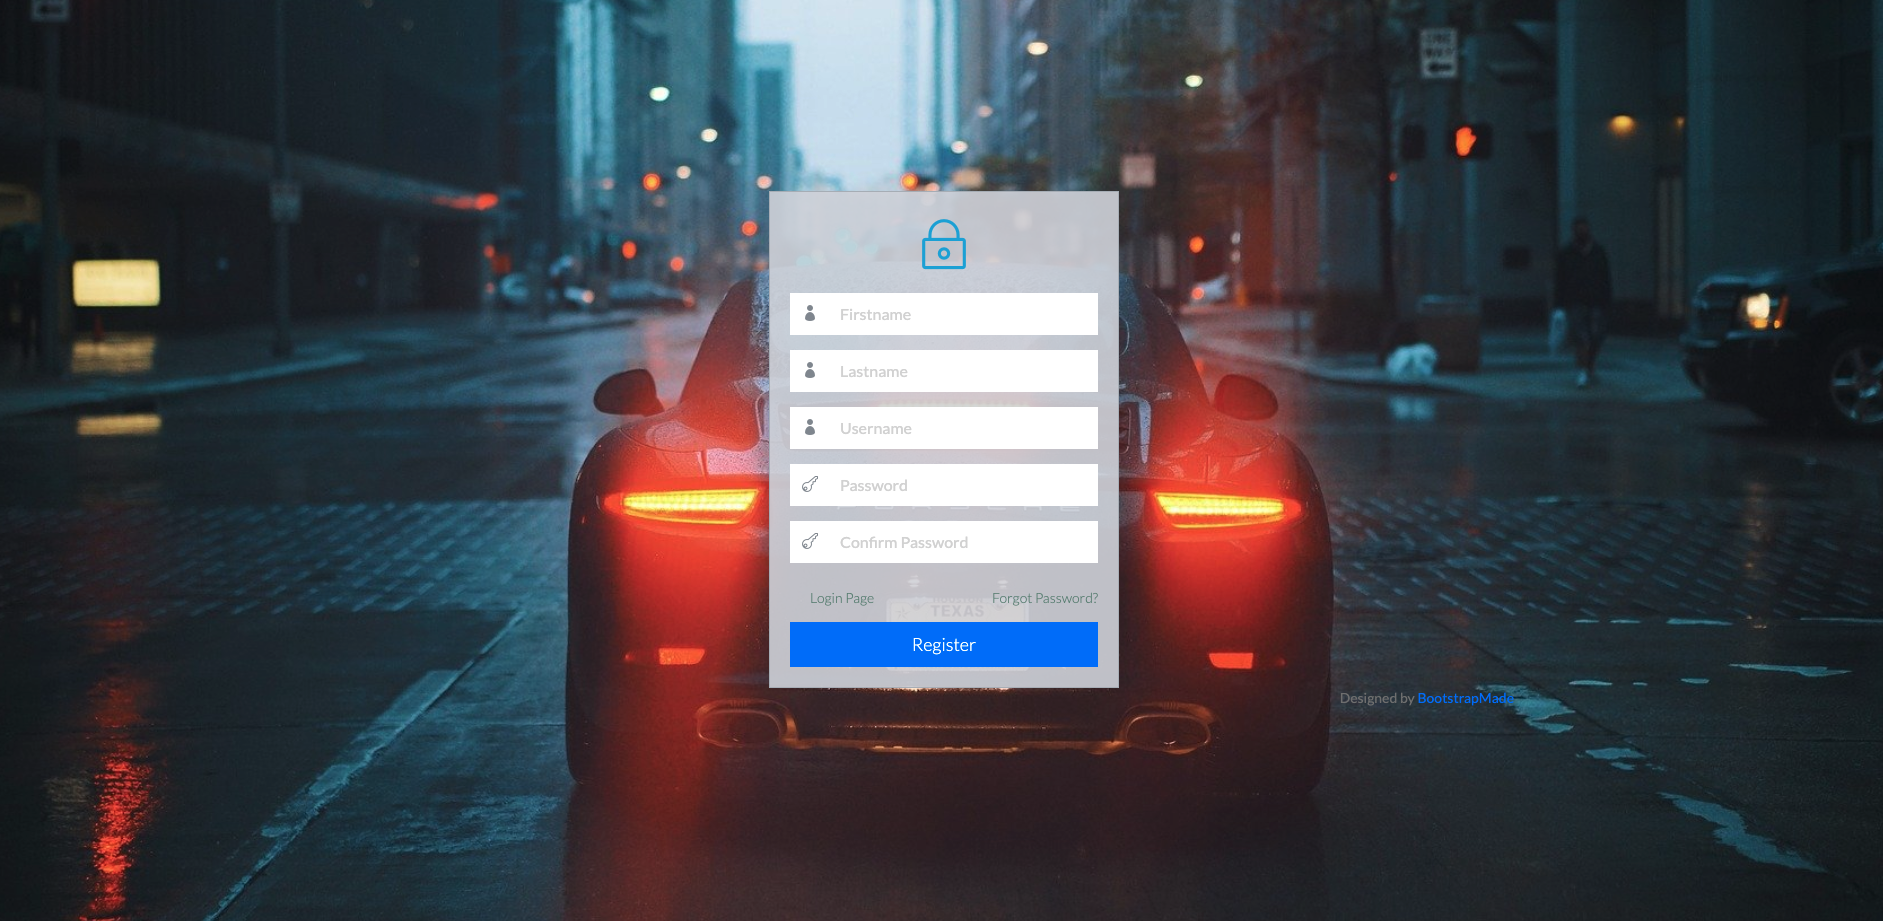 ONE
WAY
Firstname
Lastname
Username
Password
Confirm Password
Login Page Forgot Password?
TEXAS
Register
Designed by BootstrapMade